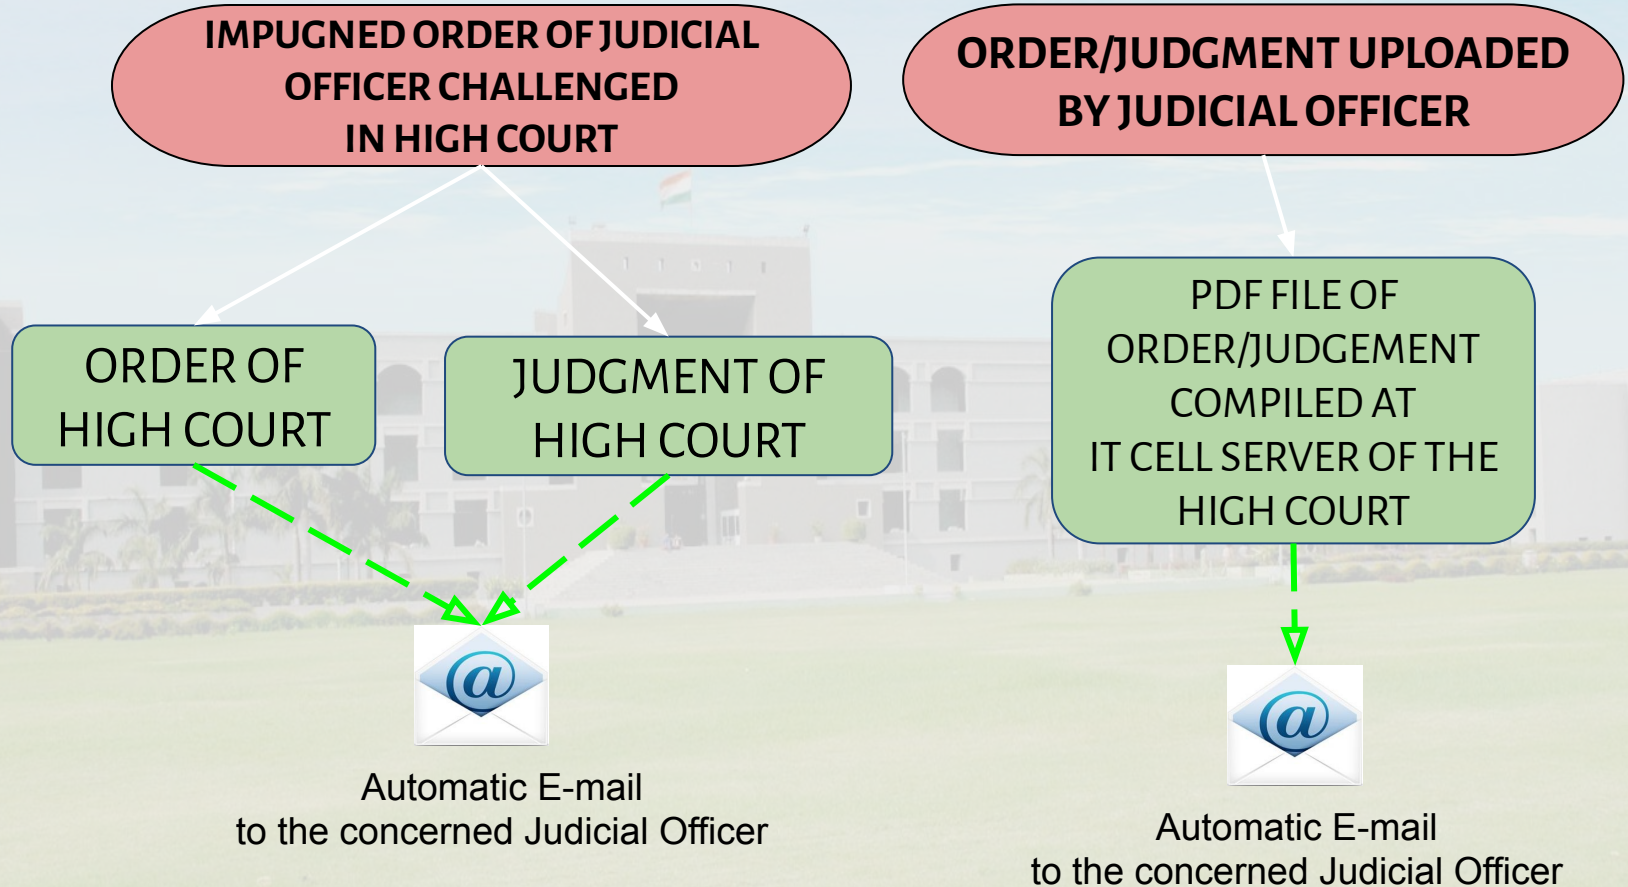 IMPUGNED ORDER OF JUDICIAL
OFFICER CHALLENGED
IN HIGH COURT
ORDER OF
HIGH COURT
JUDGMENT OF
HIGH COURT
Automatic E-mail
to the concerned Judicial Officer
ORDER/JUDGMENT UPLOADED
BY JUDICIAL OFFICER
PDF FILE OF
ORDER/JUDGEMENT
COMPILED AT
IT CELL SERVER OF THE
HIGH COURT
Automatic E-mail
to the concerned Judicial Officer